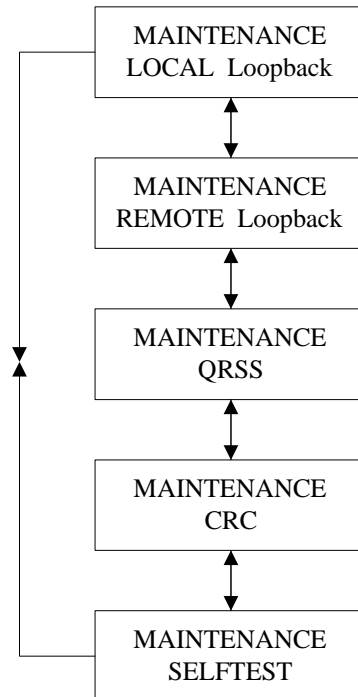 MAINTENANCE
LOCAL Loopback
MAINTENANCE
REMOTE Loopback
MAINTENANCE
QRSS
MAINTENANCE
CRC
MAINTENANCE
SELFTEST